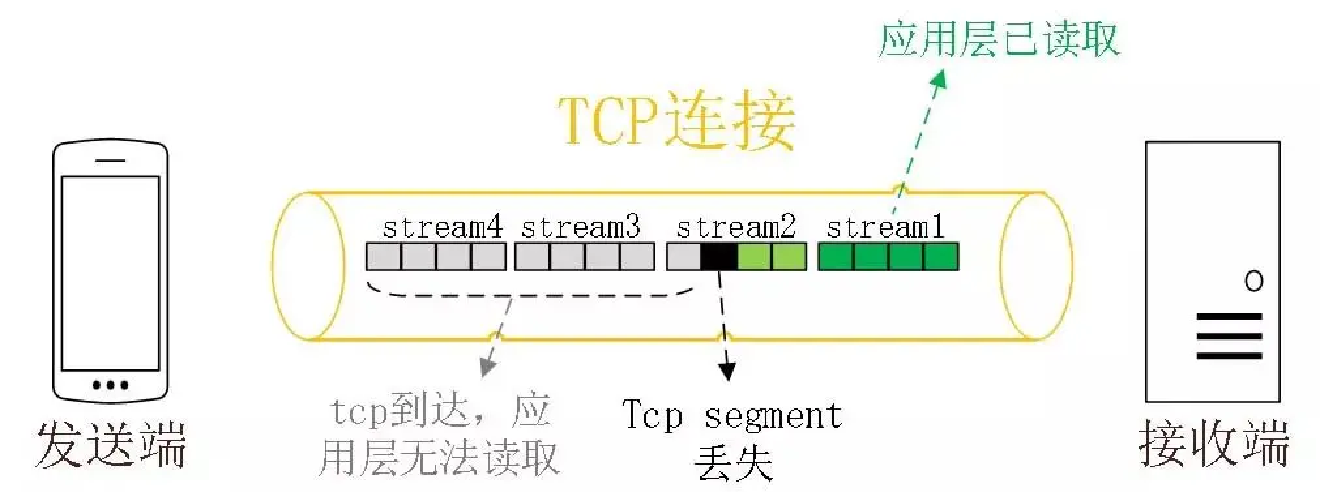 应用层已读取
TCP连接
stream4 stream3 stream2 stream1
tcp到达，应
用层无法读取
Tcp segment
丢失
发送端
接收端